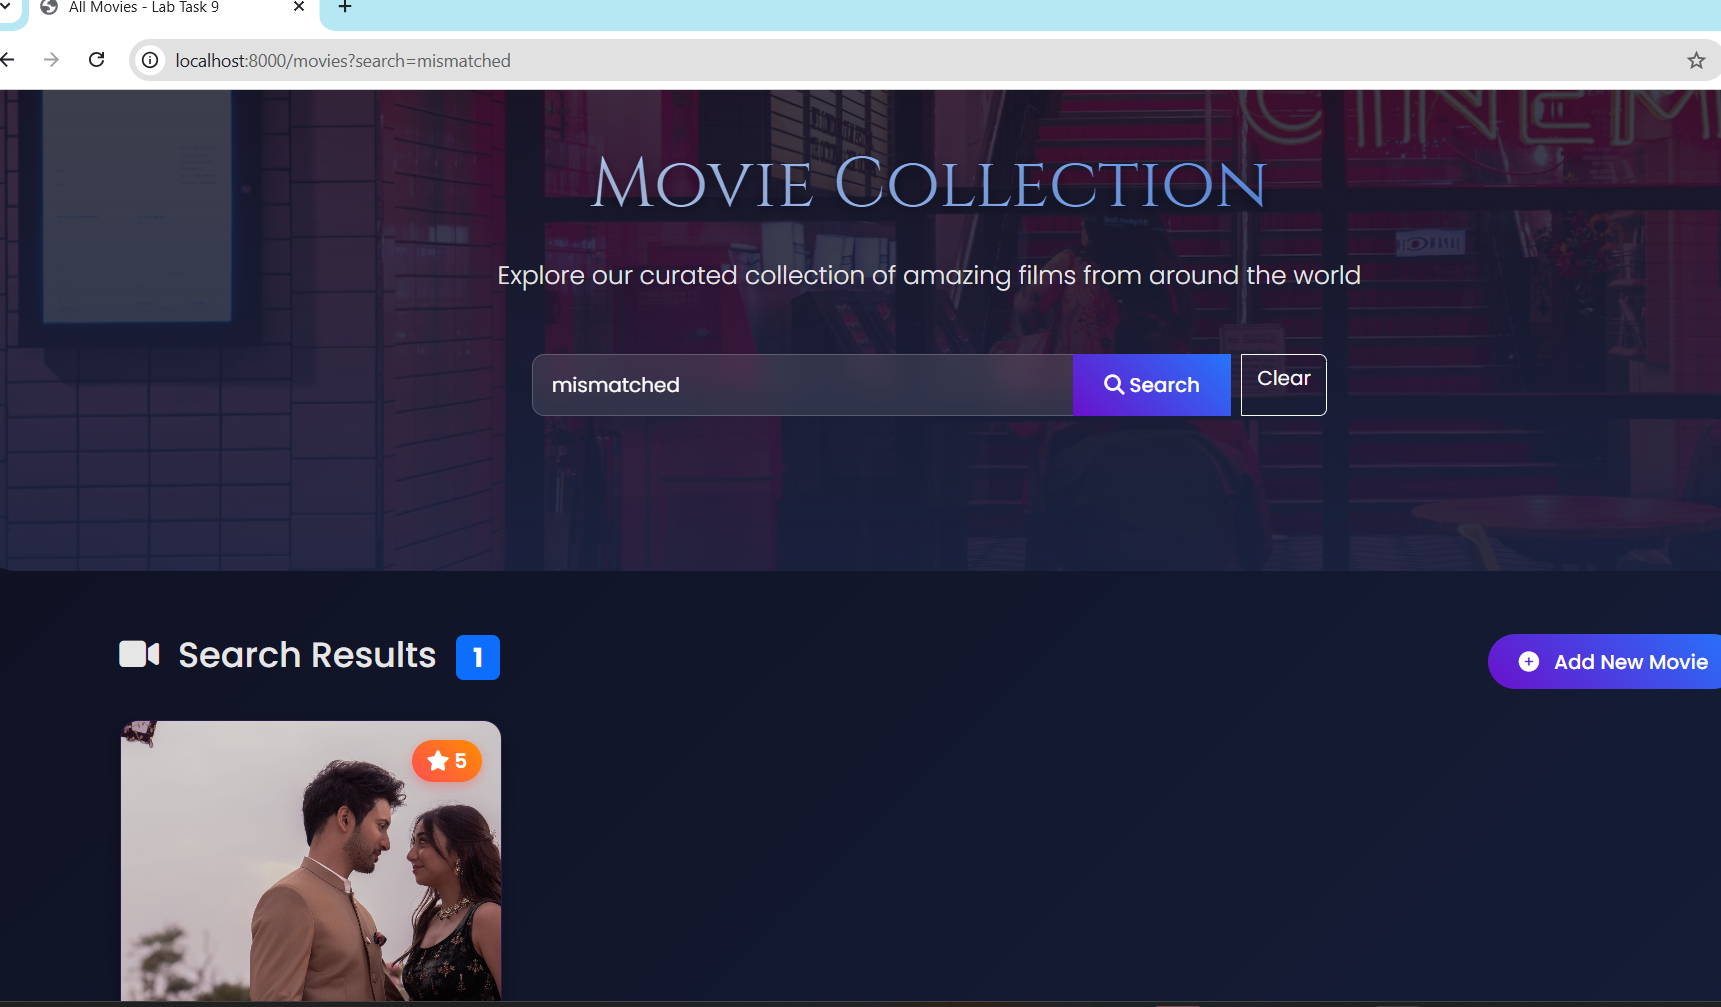 All Movies - Lab Task 9
localhost:8000/movies?search=mismatched
CINEM
Movie Collection
Explore our curated collection of amazing films from around the world
mismatched
Search
Clear
Search Results 1
Add New Movie
5